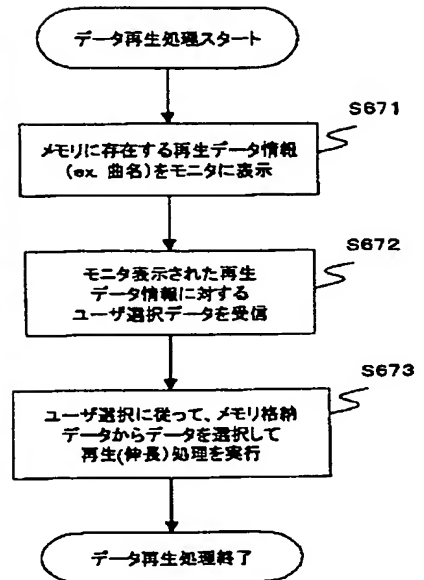 データ再生処理スタート
S671
メモリに存在する再生データ情報
(ex. 曲名)をモニタに表示
S672
モニタ表示された再生
データ情報に対する
ユーザ選択データを受信
S673
ユーザ選択に従って、メモリ格納
データからデータを選択して
再生(伸長)処理を実行
データ再生処理終了